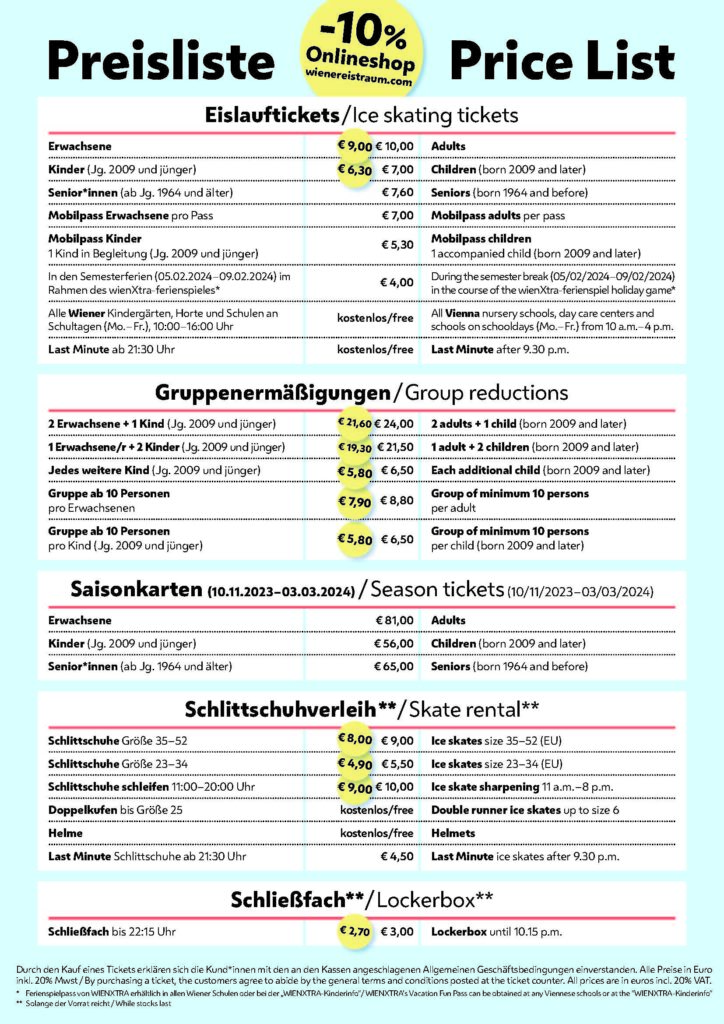 Preisliste
-10%
Onlineshop
wienereistraum.com
Price List
Eislauftickets/Ice skating tickets
Erwachsene € 9,00 € 10,00 Adults
Kinder (Jg. 2009 und jünger) € 6,30 € 7,00 Children (born 2009 and later)
Senior*innen (ab Jg. 1964 und älter) € 7,60 Seniors (born 1964 and before)
Mobilpass Erwachsene pro Pass € 7,00 Mobilpass adults per pass
Mobilpass Kinder € 5,30 Mobilpass children
1 Kind in Begleitung (Jg. 2009 und jünger) 1 accompanied child (born 2009 and later)
In den Semesterferien (05.02.2024–09.02.2024) im € 4,00 During the semester break (05/02/2024–09/02/2024)
Rahmen des wienXtra-ferienspieles* in the course of the wienXtra-ferienspiel holiday game*
Alle Wiener Kindergärten, Horte und Schulen an kostenlos/free All Vienna nursery schools, day care centers and
Schultagen (Mo.–Fr.), 10:00–16:00 Uhr schools on schooldays (Mo.–Fr.) from 10 a.m.–4 p.m.
Last Minute ab 21:30 Uhr kostenlos/free Last Minute after 9.30 p.m.
Gruppenermäßigungen/Group reductions
2 Erwachsene + 1 Kind (Jg. 2009 und jünger) € 21,60 € 24,00 2 adults + 1 child (born 2009 and later)
1 Erwachsene/r + 2 Kinder (Jg. 2009 und jünger) € 19,30 € 21,50 1 adult + 2 children (born 2009 and later)
Jedes weitere Kind (Jg. 2009 und jünger) € 5,80 € 6,50 Each additional child (born 2009 and later)
Gruppe ab 10 Personen € 7,90 € 8,80 Group of minimum 10 persons
pro Erwachsenen per adult
Gruppe ab 10 Personen € 5,80 € 6,50 Group of minimum 10 persons
pro Kind (Jg. 2009 und jünger) per child (born 2009 and later)
Saisonkarten (10.11.2023–03.03.2024)/Season tickets (10/11/2023–03/03/2024)
Erwachsene € 81,00 Adults
Kinder (Jg. 2009 und jünger) € 56,00 Children (born 2009 and later)
Senior*innen (ab Jg. 1964 und älter) € 65,00 Seniors (born 1964 and before)
Schlittschuhverleih**/Skate rental**
Schlittschuhe Größe 35–52 € 8,00 € 9,00 Ice skates size 35–52 (EU)
Schlittschuhe Größe 23–34 € 4,90 € 5,50 Ice skates size 23–34 (EU)
Schlittschuhe schleifen 11:00–20:00 Uhr € 9,00 € 10,00 Ice skate sharpening 11 a.m.–8 p.m.
Doppelkufen bis Größe 25 kostenlos/free Double runner ice skates up to size 6
Helme kostenlos/free Helmets
Last Minute Schlittschuhe ab 21:30 Uhr € 4,50 Last Minute ice skates after 9.30 p.m.
Schließfach**/Lockerbox**
Schließfach bis 22:15 Uhr € 2,70 € 3,00 Lockerbox until 10.15 p.m.
Durch den Kauf eines Tickets erklären sich die Kund*innen mit den an den Kassen angeschlagenen Allgemeinen Geschäftsbedingungen einverstanden. Alle Preise in Euro
inkl. 20% Mwst / By purchasing a ticket, the customers agree to abide by the general terms and conditions posted at the ticket counter. All prices are in euros incl. 20% VAT.
* Ferienspielpass von WIENXTRA erhältlich in allen Wiener Schulen oder bei der „WIENXTRA-Kinderinfo“/ WIENXTRA's Vacation Fun Pass can be obtained at any Viennese schools or at the "WIENXTRA-Kinderinfo"
** Solange der Vorrat reicht / While stocks last